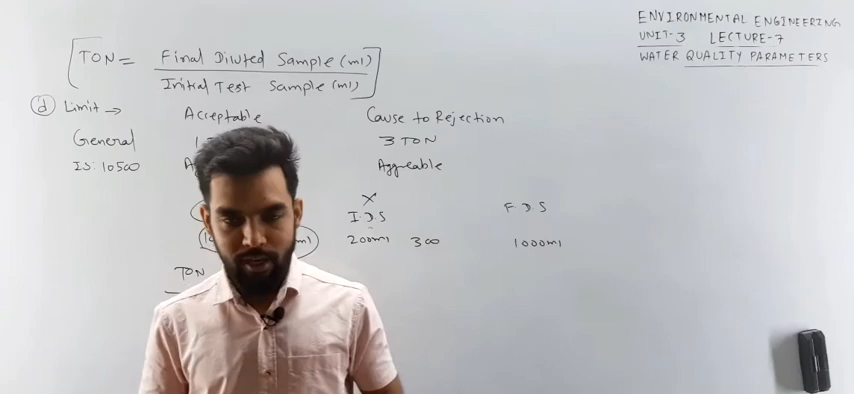 ENVIRONMENTAL ENGINEERING
UNIT-3 LECTURE-7
WATER QUALITY PARAMETERS
TON = Final Diluted Sample (ml)
Initial Test Sample (ml)
(d) Limit → Acceptable Cause to Rejection
General 1 3 TON
IS: 10500 Aggreable
X
I.D.S F.D.S
200ml 300 1000ml
TON